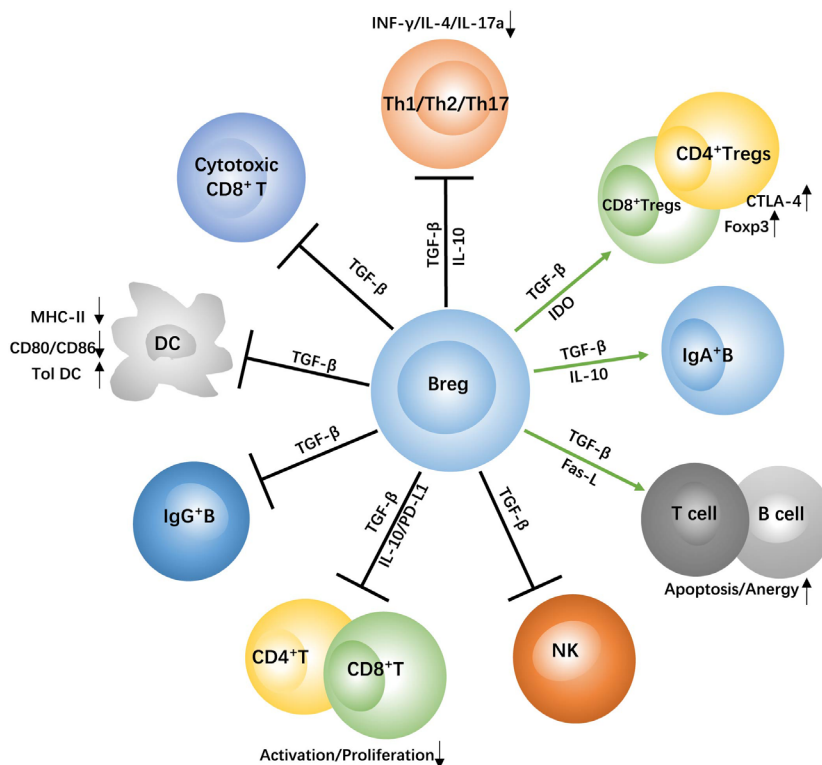 INF-γ/IL-4/IL-17a
Th1/Th2/Th17
Cytotoxic
CD8⁺ T
CD4⁺Tregs
CD8⁺Tregs
CTLA-4
Foxp3
TGF-β
TGF-β
IL-10
TGF-β
IDO
MHC-II
CD80/CD86
Tol DC
DC
TGF-β
Breg
TGF-β
IL-10
IgA⁺B
TGF-β
TGF-β
Fas-L
IgG⁺B
TGF-β
IL-10/PD-L1
TGF-β
T cell
B cell
Apoptosis/Anergy
CD4⁺T
CD8⁺T
NK
Activation/Proliferation